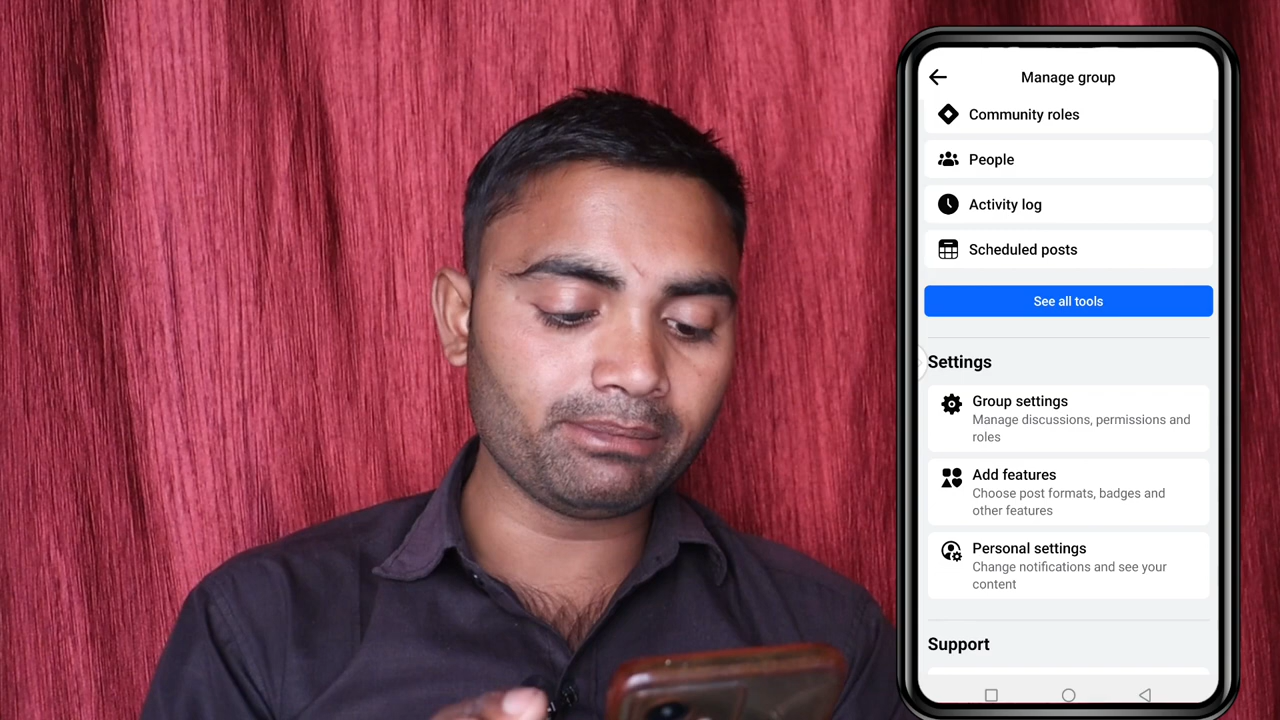 Manage group
Community roles
People
Activity log
Scheduled posts
See all tools
Settings
Group settings
Manage discussions, permissions and
roles
Add features
Choose post formats, badges and
other features
Personal settings
Change notifications and see your
content
Support